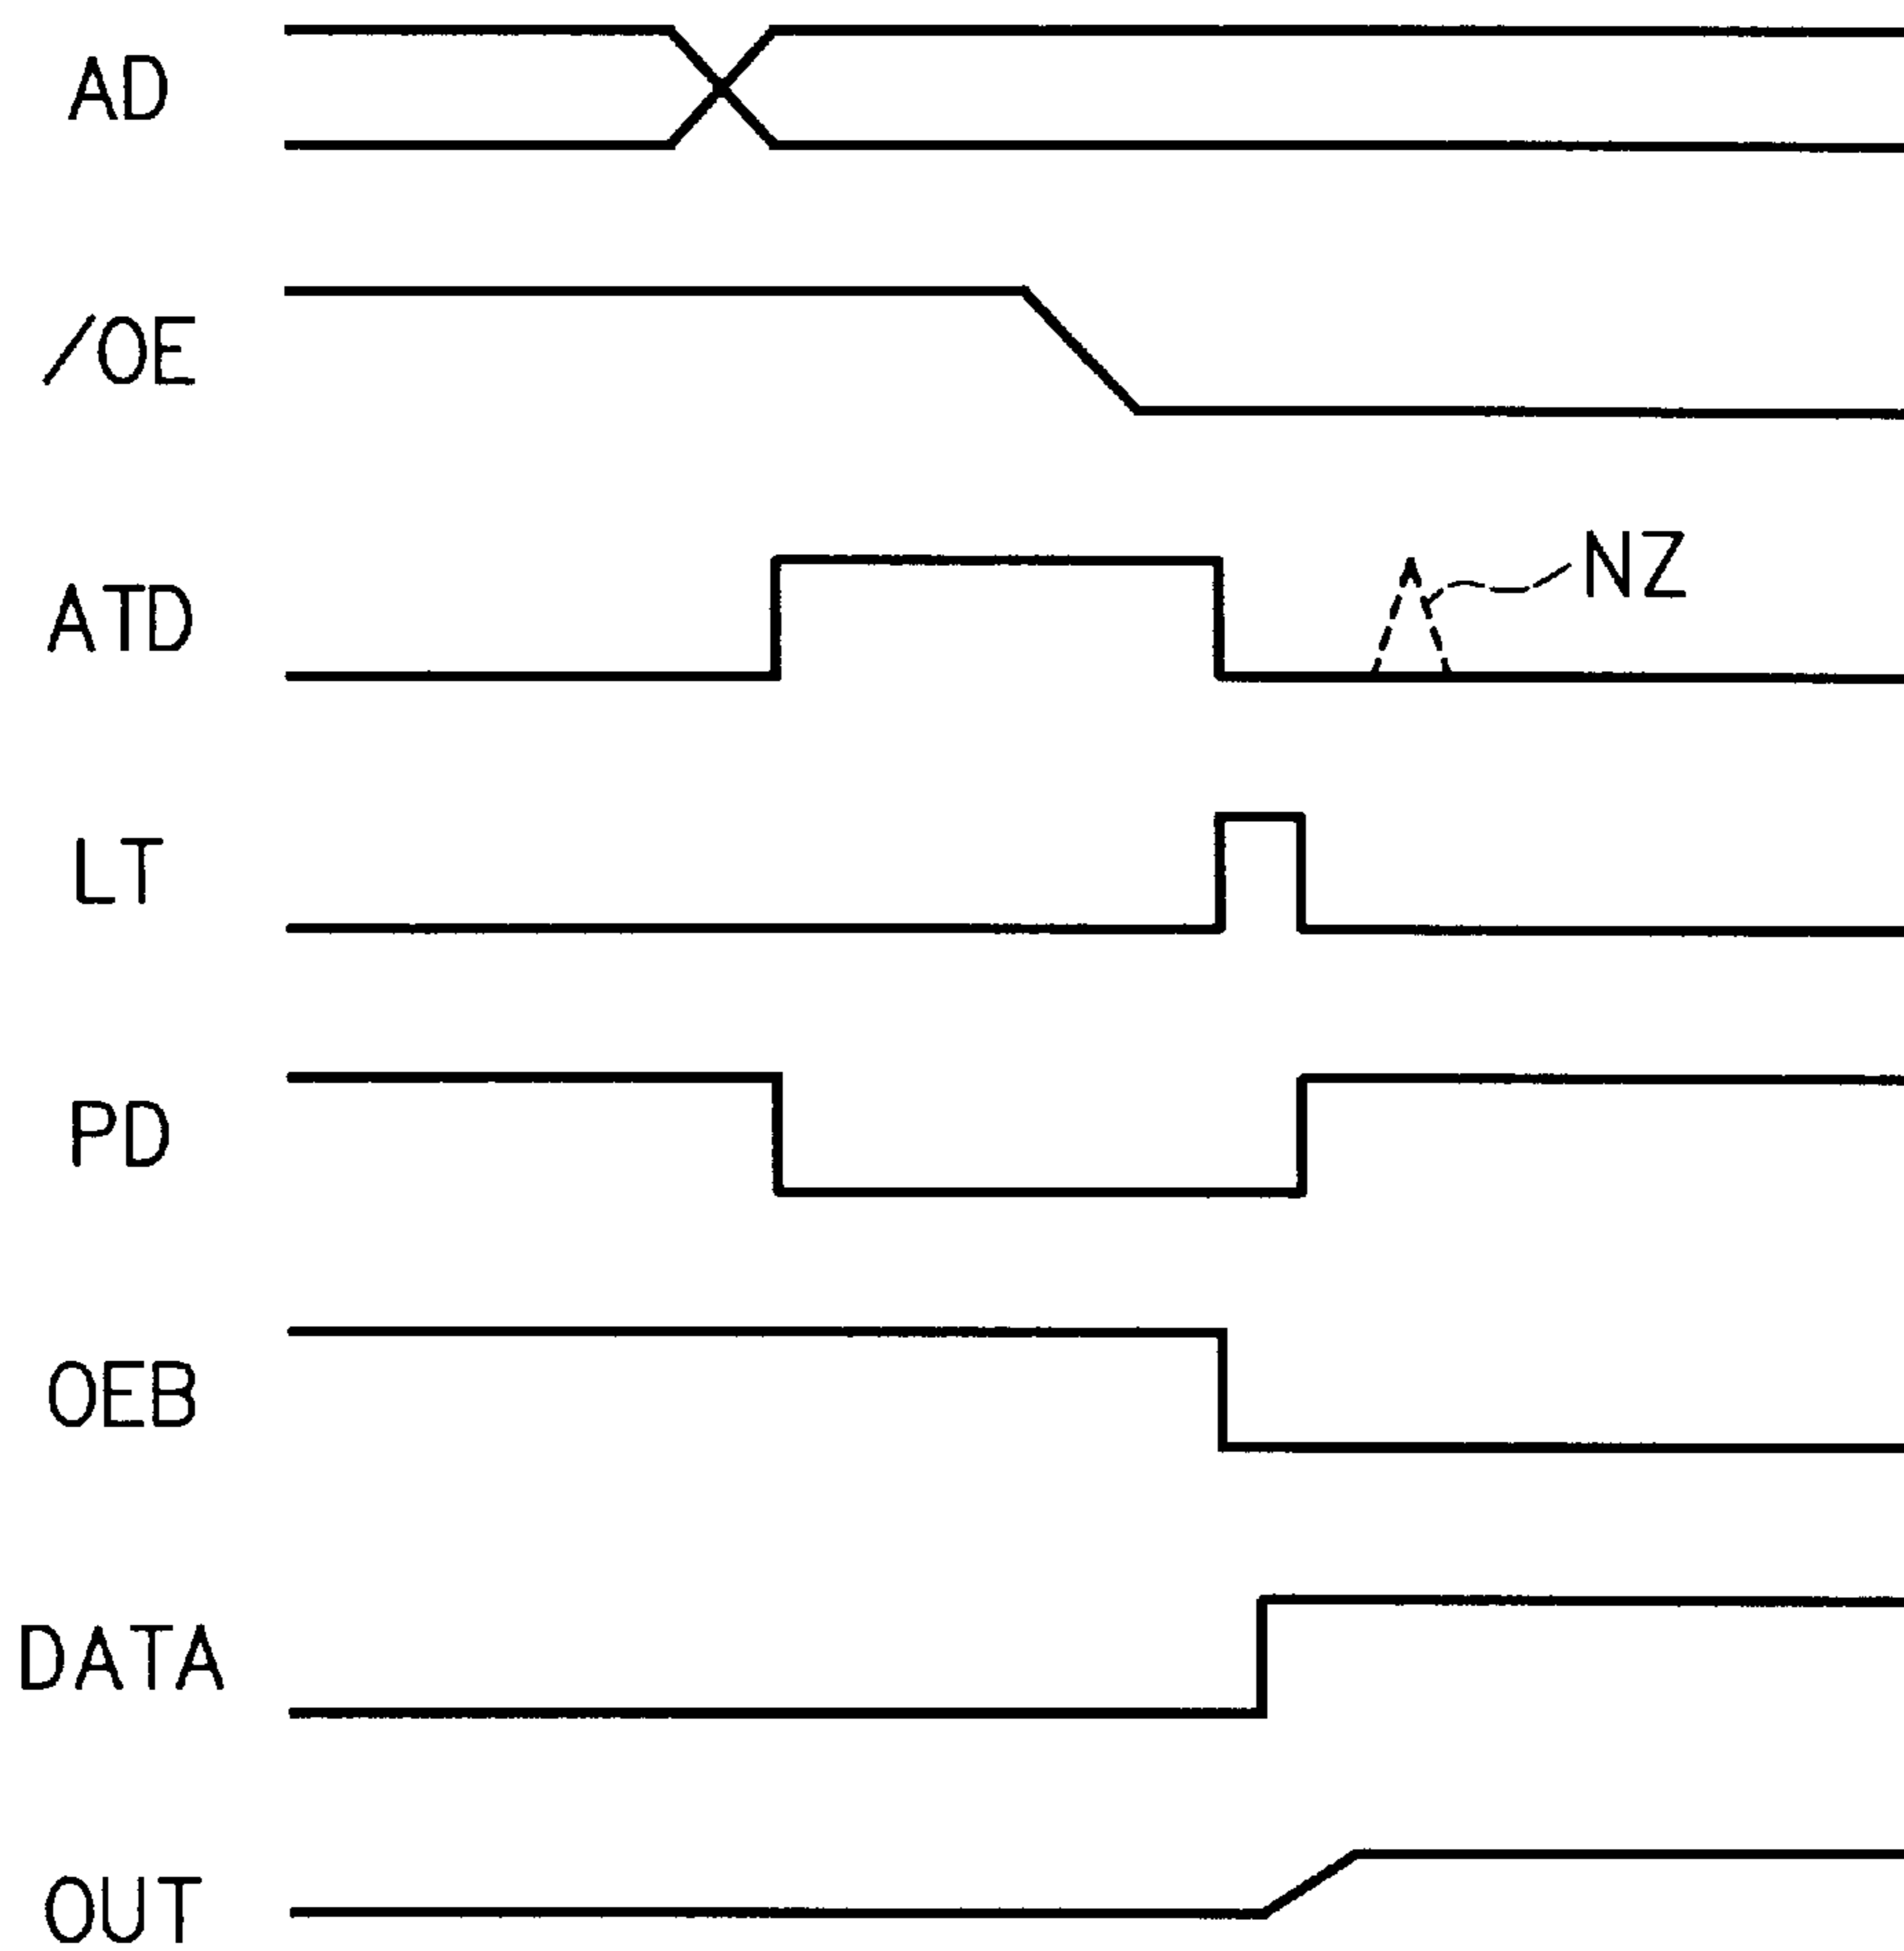 AD
/OE
ATD
NZ
LT
PD
OEB
DATA
OUT